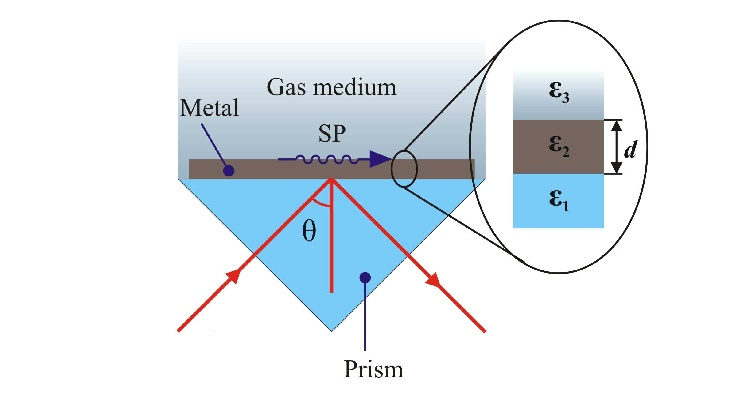 Gas medium
Metal
SP
θ
Prism
ε₃
ε₂
d
ε₁